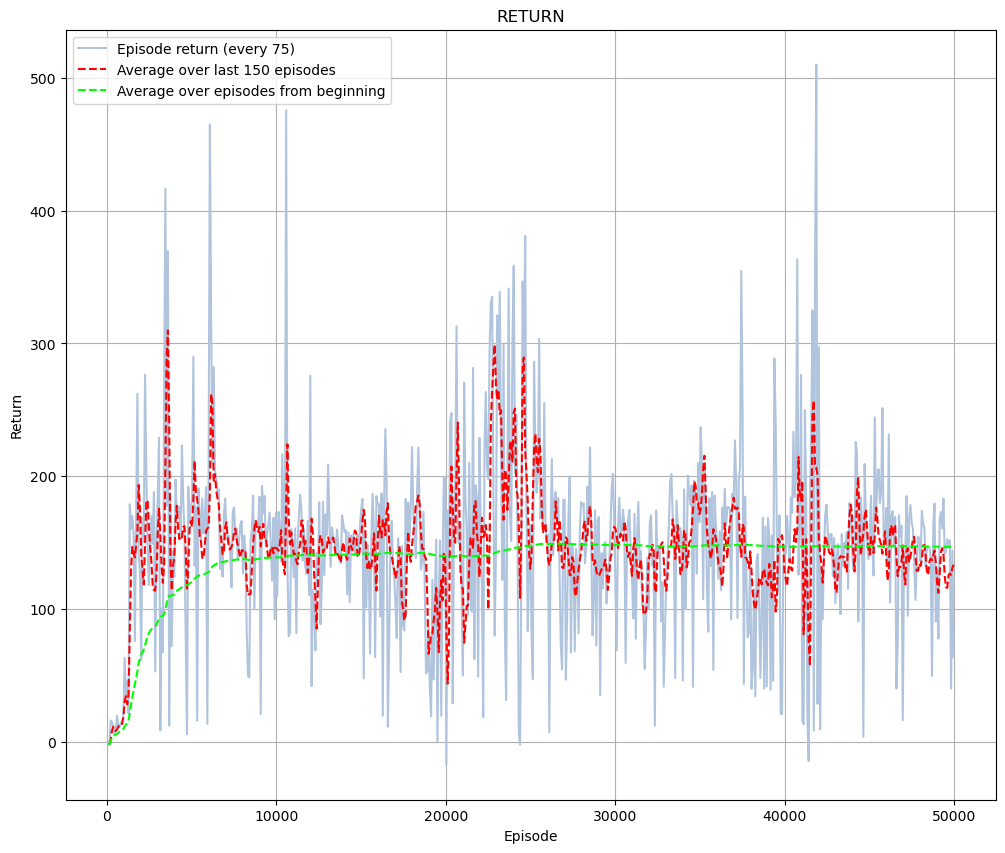 RETURN
Episode return (every 75)
Average over last 150 episodes
Average over episodes from beginning
500
400
300
200
100
0
Return
0 10000 20000 30000 40000 50000
Episode